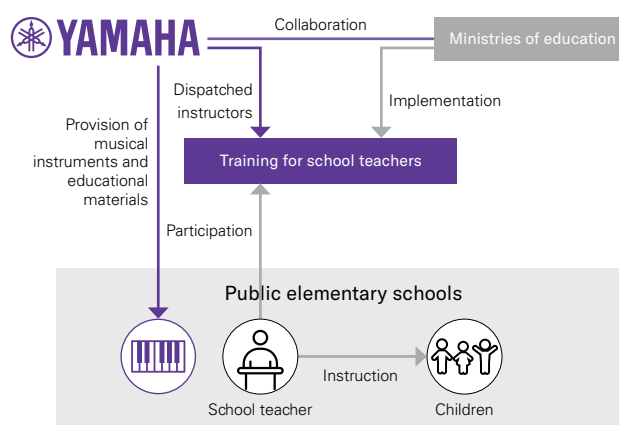 YAMAHA
Collaboration
Ministries of education
Dispatched
instructors
Implementation
Provision of
musical
instruments and
educational
materials
Training for school teachers
Participation
Public elementary schools
Instruction
School teacher
Children